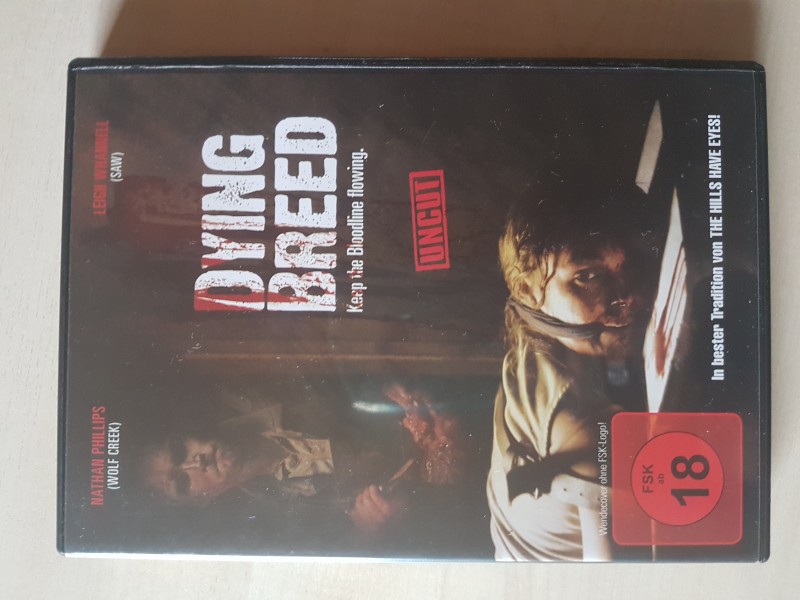 NATHAN PHILLIPS
(WOLF CREEK)
LEIGH WHANNELL
(SAW)
DYING
BREED
Keep the Bloodline flowing.
UNCUT
Wendecover ohne FSK-Logo!
FSK
ab
18
In bester Tradition von THE HILLS HAVE EYES!